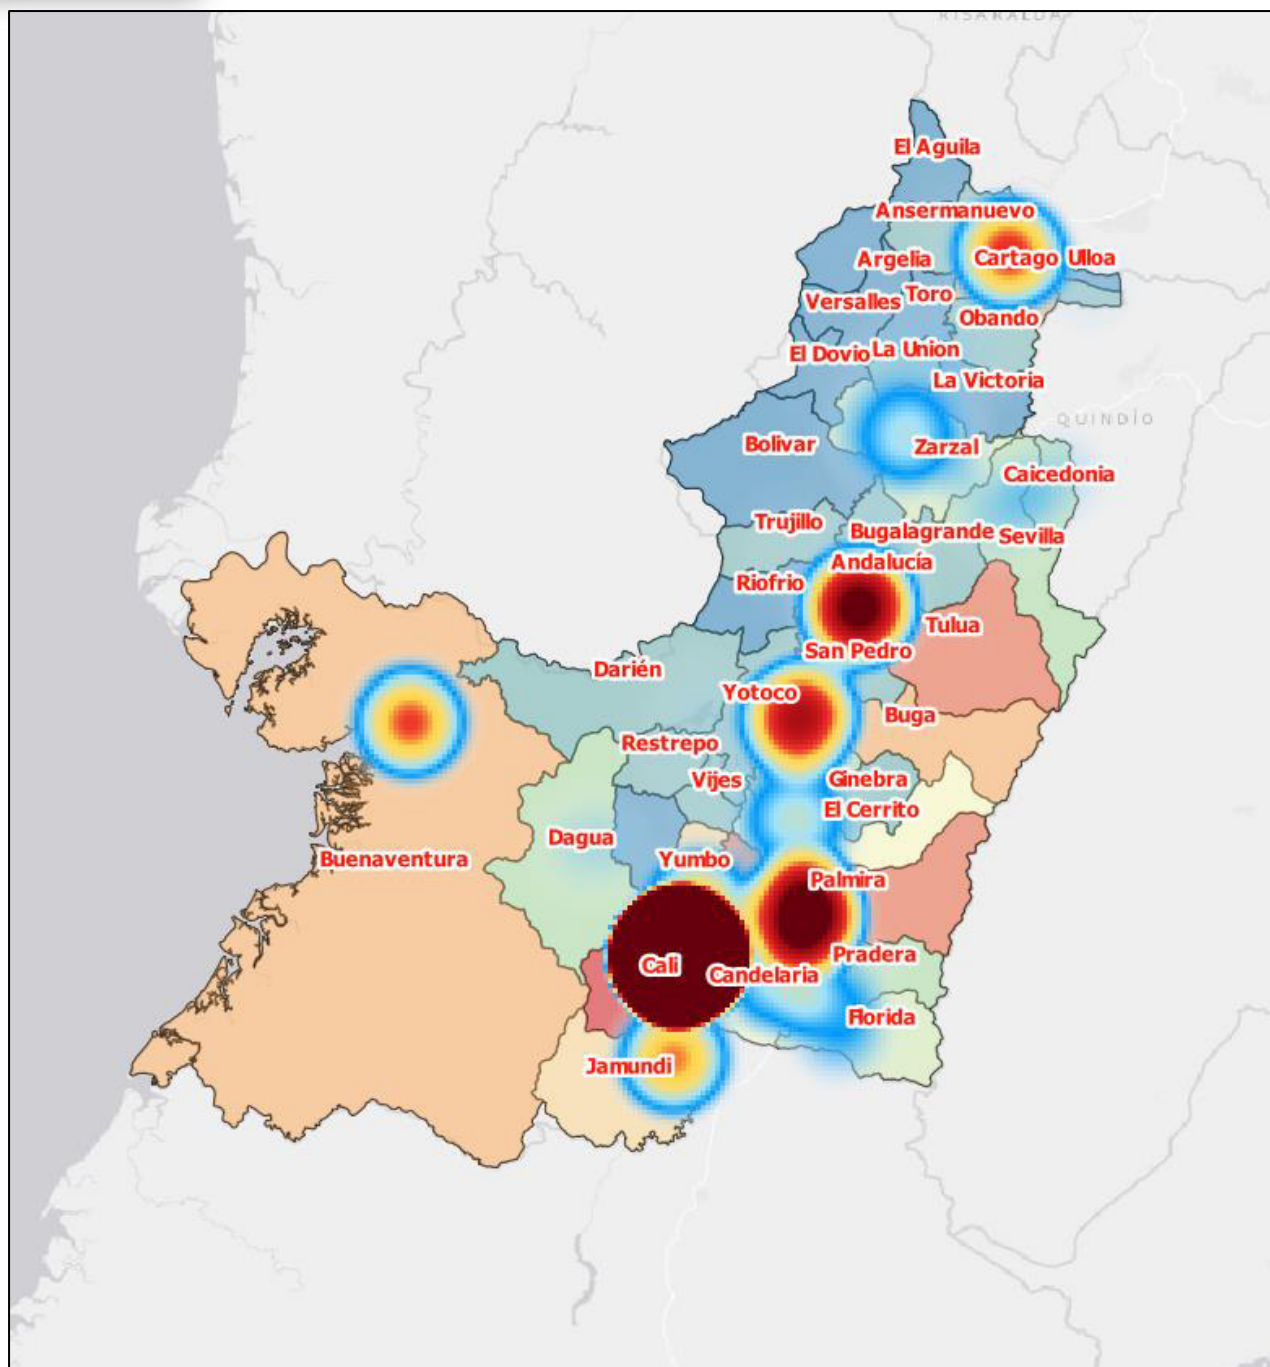 RISARALDA
El Aguila
Ansermanuevo
Argelia
Cartago
Ulloa
Versalles
Toro
Obando
El Dovio
La Union
La Victoria
QUINDÍO
Bolivar
Zarzal
Caicedonia
Trujillo
Bugalagrande
Sevilla
Andalucía
Riofrio
Tulua
San Pedro
Darién
Yotoco
Buga
Restrepo
Vijes
Ginebra
El Cerrito
Dagua
Buenaventura
Yumbo
Palmira
Pradera
Cali
Candelaria
Florida
Jamundi